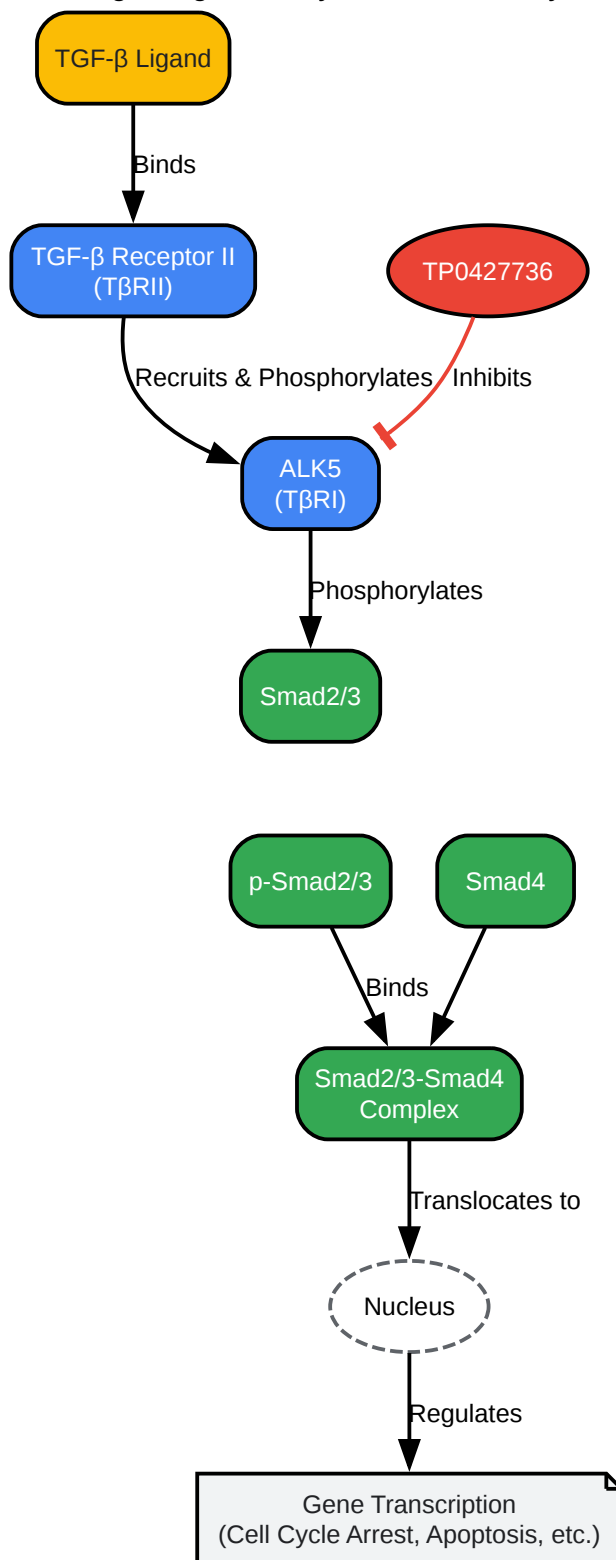 TGF-β Ligand
Binds
TGF-β Receptor II
(TβRII)
TP0427736
Recruits & Phosphorylates
Inhibits
ALK5
(TβRI)
Phosphorylates
Smad2/3
p-Smad2/3
Smad4
Binds
Smad2/3-Smad4
Complex
Translocates to
Nucleus
Regulates
Gene Transcription
(Cell Cycle Arrest, Apoptosis, etc.)